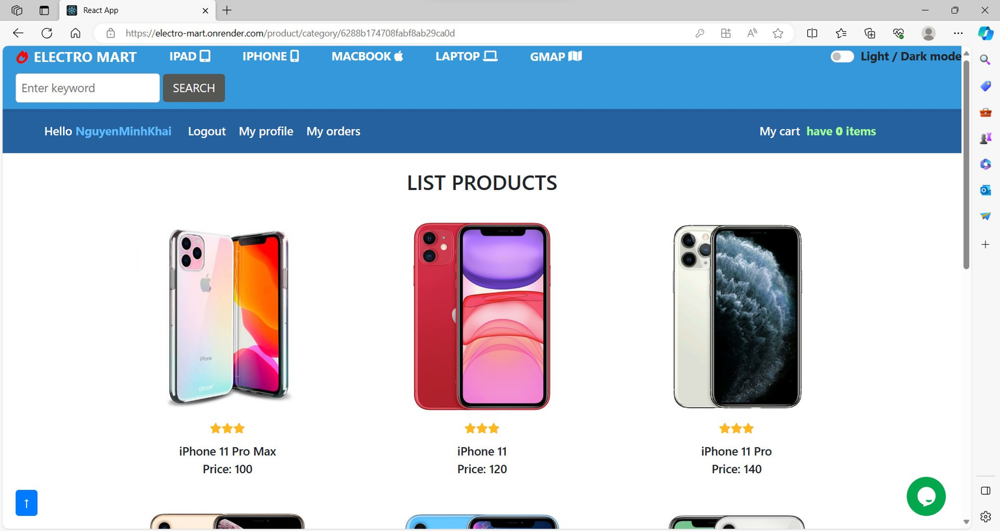 React App
https://electro-mart.onrender.com/product/category/6288b174708fabf8ab29ca0d
ELECTRO MART IPAD IPHONE MACBOOK LAPTOP GMAP Light / Dark mode
Enter keyword SEARCH
Hello NguyenMinhKhai Logout My profile My orders My cart have 0 items
LIST PRODUCTS
iPhone
iPhone 11 Pro Max
Price: 100
iPhone 11
Price: 120
iPhone 11 Pro
Price: 140